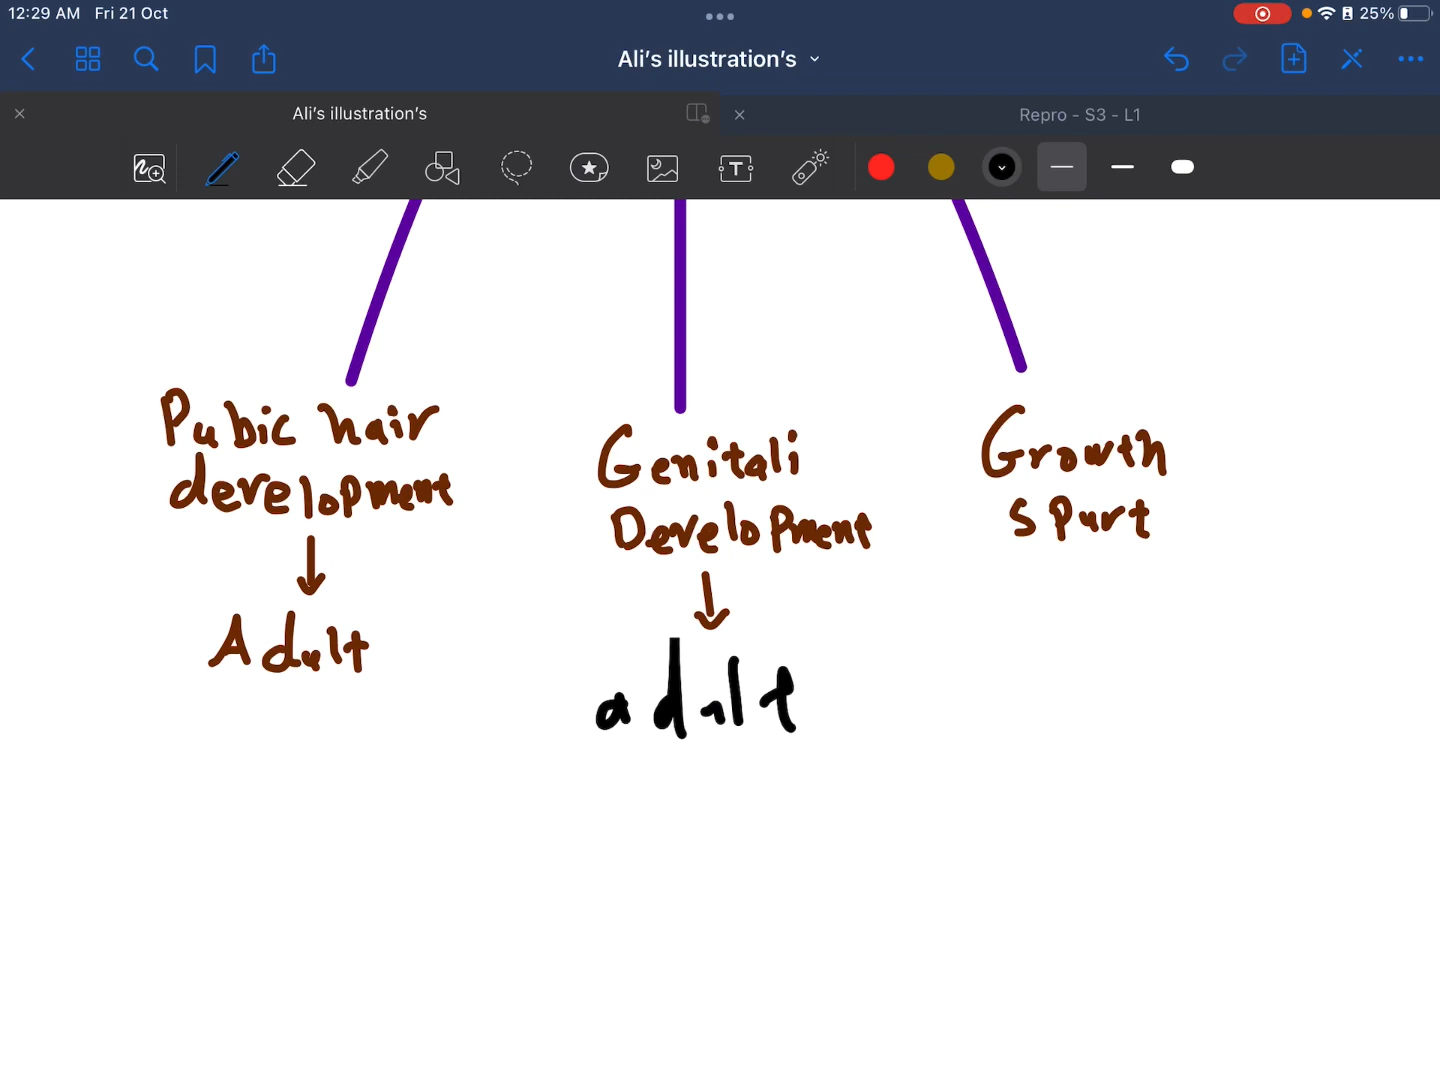 12:29 AM Fri 21 Oct
25%
Ali's illustration's
Ali's illustration's
Repro - S3 - L1
T
Pubic hair
development
Adult
Genitali
Development
adult
Growth
spurt